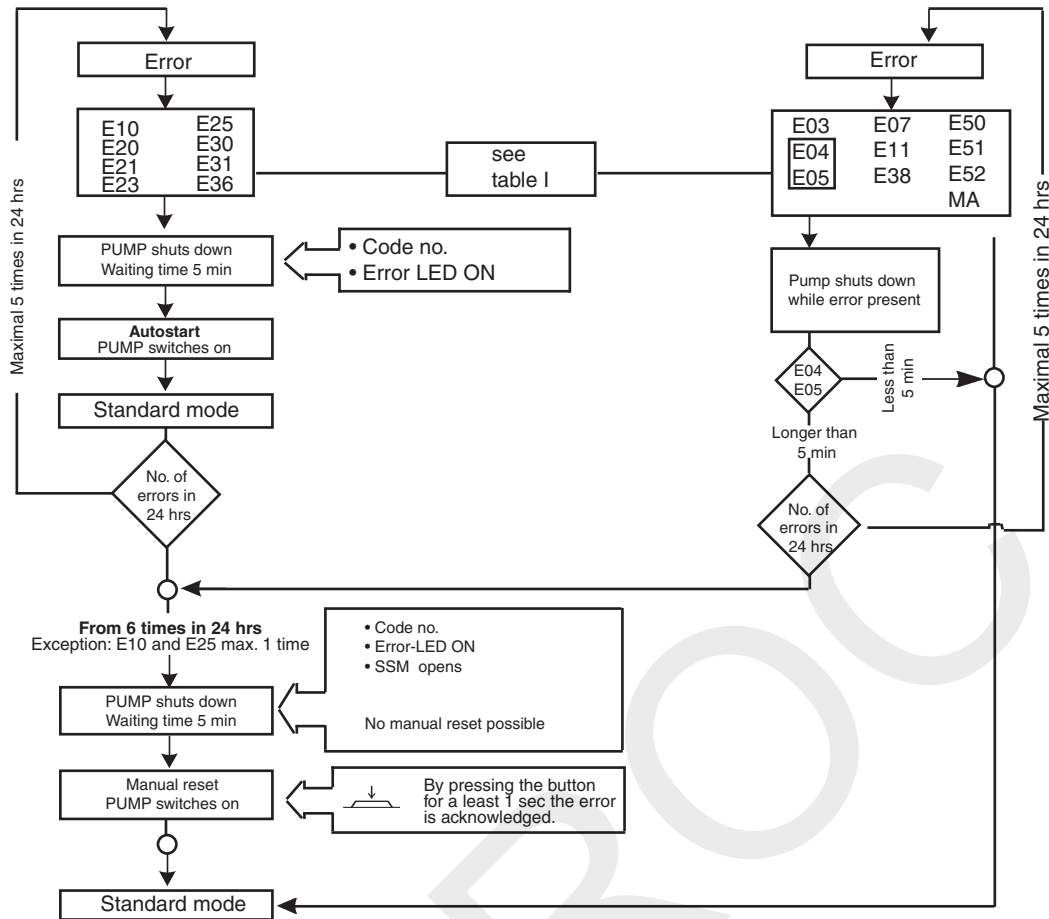 Error
E10
E20
E21
E23
E25
E30
E31
E36
Maximal 5 times in 24 hrs
see
table I
Error
E03
E04
E05
E07
E11
E38
E50
E51
E52
MA
Maximal 5 times in 24 hrs
PUMP shuts down
Waiting time 5 min
• Code no.
• Error LED ON
Autostart
PUMP switches on
Standard mode
No. of
errors in
24 hrs
Pump shuts down
while error present
E04
E05
Less than
5 min
Longer than
5 min
No. of
errors in
24 hrs
From 6 times in 24 hrs
Exception: E10 and E25 max. 1 time
PUMP shuts down
Waiting time 5 min
• Code no.
• Error-LED ON
• SSM opens
No manual reset possible
Manual reset
PUMP switches on
By pressing the button
for a least 1 sec the error
is acknowledged.
Standard mode
ROC